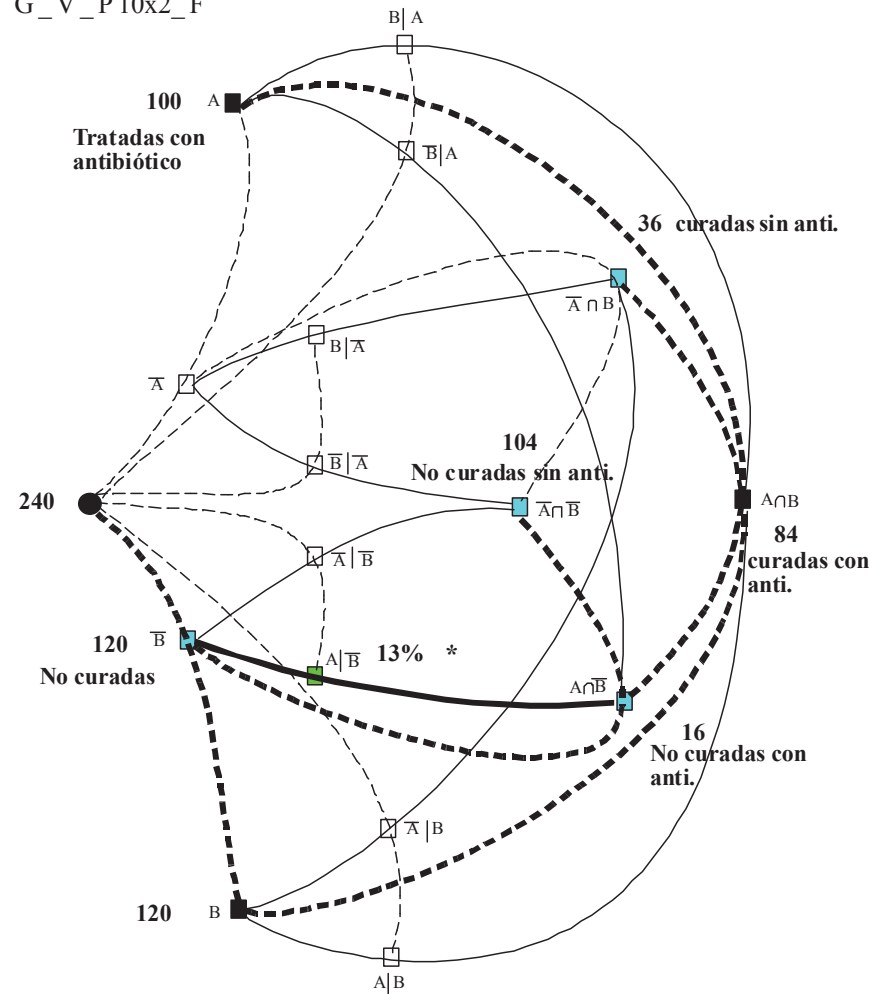 G_V_P 10x2_F
B|A
100 A
Tratadas con
antibiótico
B̅|A
36 curadas sin anti.
A̅ ∩ B
B|A̅
A̅
104
B̅|A̅
No curadas sin anti.
240
A̅∩B̅
A∩B
84
curadas con
anti.
A̅|B̅
120 B̅
A|B̅ 13% *
No curadas
A∩B̅
16
No curadas con
anti.
A̅|B
120 B
A|B